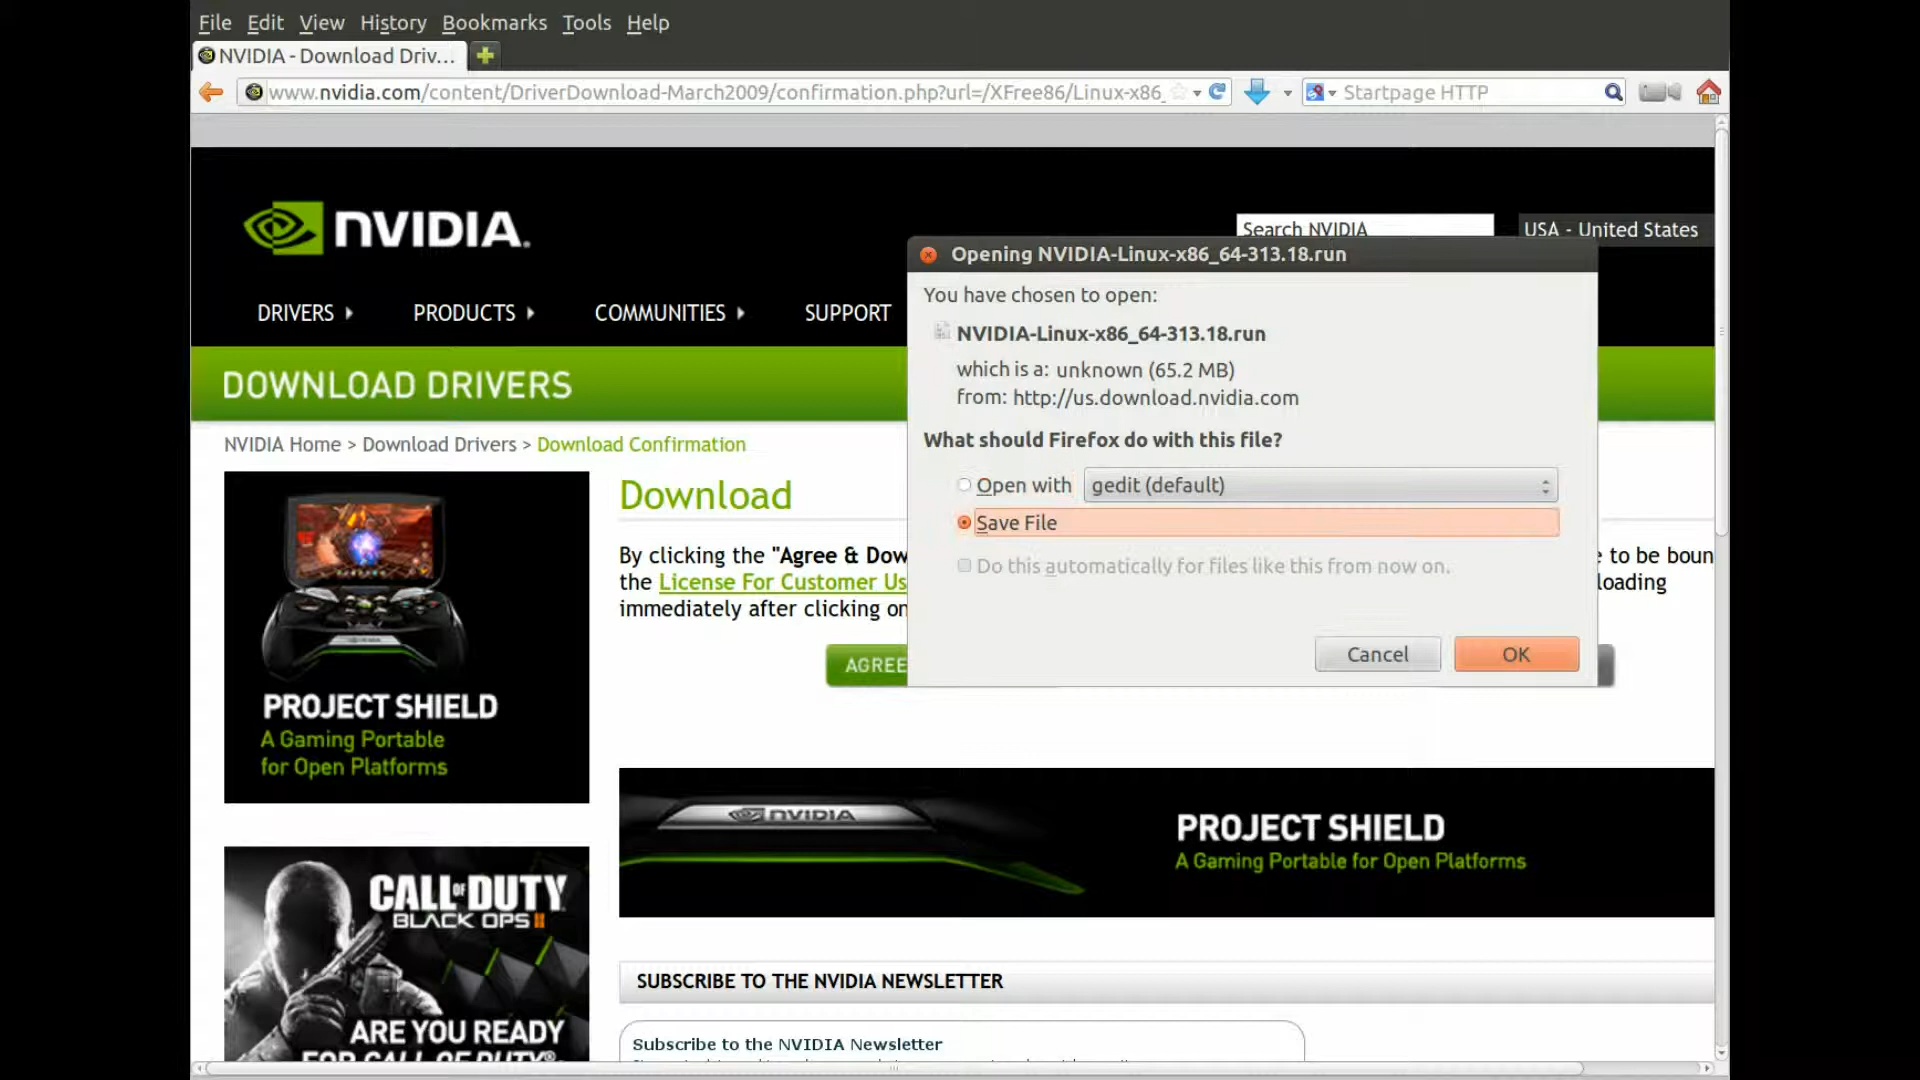 File Edit View History Bookmarks Tools Help
NVIDIA - Download Driv...
www.nvidia.com/content/DriverDownload-March2009/confirmation.php?url=/XFree86/Linux-x86_
Startpage HTTP
NVIDIA.
Search NVIDIA
USA - United States
DRIVERS PRODUCTS COMMUNITIES SUPPORT
Opening NVIDIA-Linux-x86_64-313.18.run
You have chosen to open:
NVIDIA-Linux-x86_64-313.18.run
which is a: unknown (65.2 MB)
from: http://us.download.nvidia.com
What should Firefox do with this file?
Open with gedit (default)
Save File
Do this automatically for files like this from now on.
Cancel OK
DOWNLOAD DRIVERS
NVIDIA Home > Download Drivers > Download Confirmation
Download
By clicking the "Agree & Dow
e to be boun
the License For Customer Us
loading
immediately after clicking on
AGREE
PROJECT SHIELD
A Gaming Portable
for Open Platforms
NVIDIA
PROJECT SHIELD
A Gaming Portable for Open Platforms
CALL OF DUTY
BLACK OPS II
ARE YOU READY
FOR CALL OF DUTY®
SUBSCRIBE TO THE NVIDIA NEWSLETTER
Subscribe to the NVIDIA Newsletter